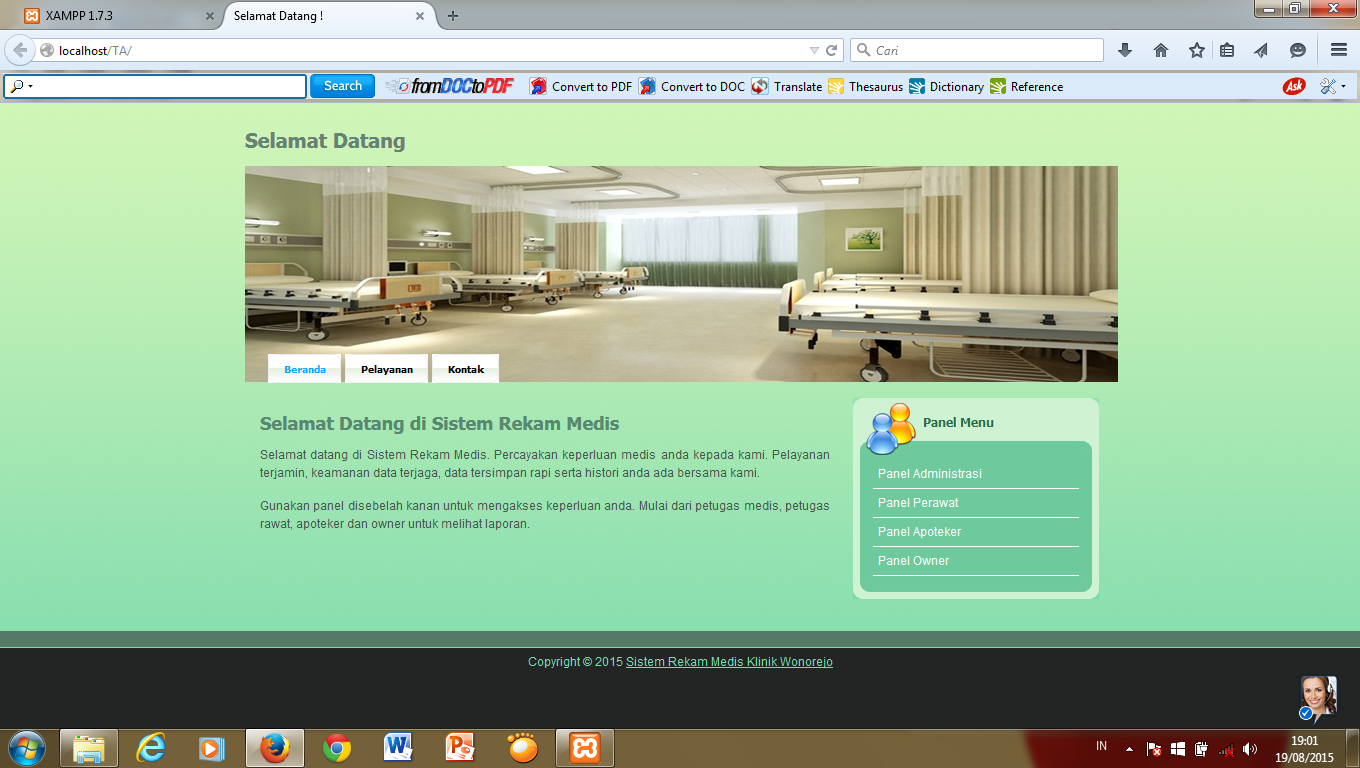 XAMPP 1.7.3
Selamat Datang !
localhost/TA/
Cari
Search
fromDOCtoPDF
Convert to PDF
Convert to DOC
Translate
Thesaurus
Dictionary
Reference
Ask
Selamat Datang
Beranda
Pelayanan
Kontak
Selamat Datang di Sistem Rekam Medis
Selamat datang di Sistem Rekam Medis. Percayakan keperluan medis anda kepada kami. Pelayanan
terjamin, keamanan data terjaga, data tersimpan rapi serta histori anda ada bersama kami.
Gunakan panel disebelah kanan untuk mengakses keperluan anda. Mulai dari petugas medis, petugas
rawat, apoteker dan owner untuk melihat laporan.
Panel Menu
Panel Administrasi
Panel Perawat
Panel Apoteker
Panel Owner
Copyright © 2015 Sistem Rekam Medis Klinik Wonorejo
IN
19:01
19/08/2015